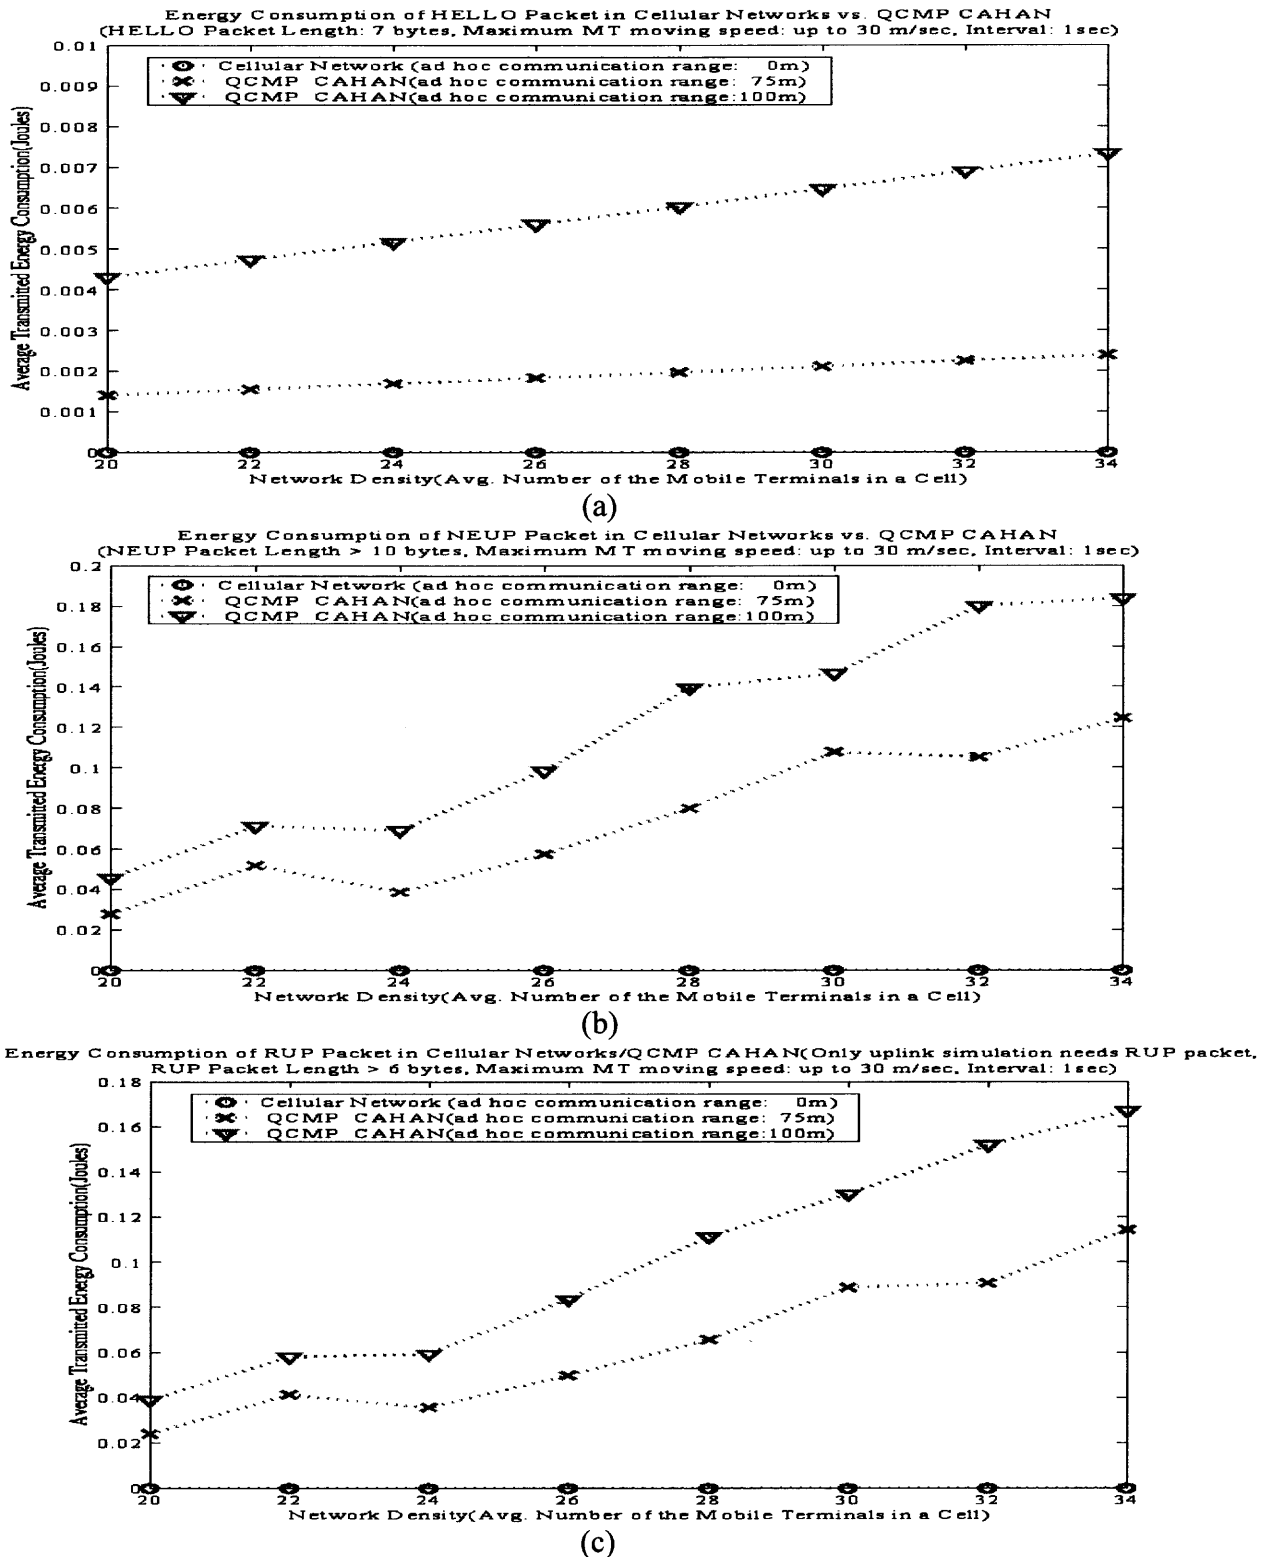 Energy Consumption of HELLO Packet in Cellular Networks vs. QCMP CAHAN
(HELLO Packet Length: 7 bytes, Maximum MT moving speed: up to 30 m/sec, Interval: 1sec)
Cellular Network (ad hoc communication range: 0m)
QCMP CAHAN(ad hoc communication range: 75m)
QCMP CAHAN(ad hoc communication range:100m)
Average Transmitted Energy Consumption(Joules)
0.01
0.009
0.008
0.007
0.006
0.005
0.004
0.003
0.002
0.001
0
20 22 24 26 28 30 32 34
Network Density(Avg. Number of the Mobile Terminals in a Cell)
(a)
Energy Consumption of NEUP Packet in Cellular Networks vs. QCMP CAHAN
(NEUP Packet Length > 10 bytes, Maximum MT moving speed: up to 30 m/sec, Interval: 1sec)
Cellular Network (ad hoc communication range: 0m)
QCMP CAHAN(ad hoc communication range: 75m)
QCMP CAHAN(ad hoc communication range:100m)
Average Transmitted Energy Consumption(Joules)
0.2
0.18
0.16
0.14
0.12
0.1
0.08
0.06
0.04
0.02
0
20 22 24 26 28 30 32 34
Network Density(Avg. Number of the Mobile Terminals in a Cell)
(b)
Energy Consumption of RUP Packet in Cellular Networks/QCMP CAHAN(Only uplink simulation needs RUP packet,
RUP Packet Length > 6 bytes, Maximum MT moving speed: up to 30 m/sec, Interval: 1sec)
Cellular Network (ad hoc communication range: 0m)
QCMP CAHAN(ad hoc communication range: 75m)
QCMP CAHAN(ad hoc communication range:100m)
Average Transmitted Energy Consumption(Joules)
0.18
0.16
0.14
0.12
0.1
0.08
0.06
0.04
0.02
0
20 22 24 26 28 30 32 34
Network Density(Avg. Number of the Mobile Terminals in a Cell)
(c)